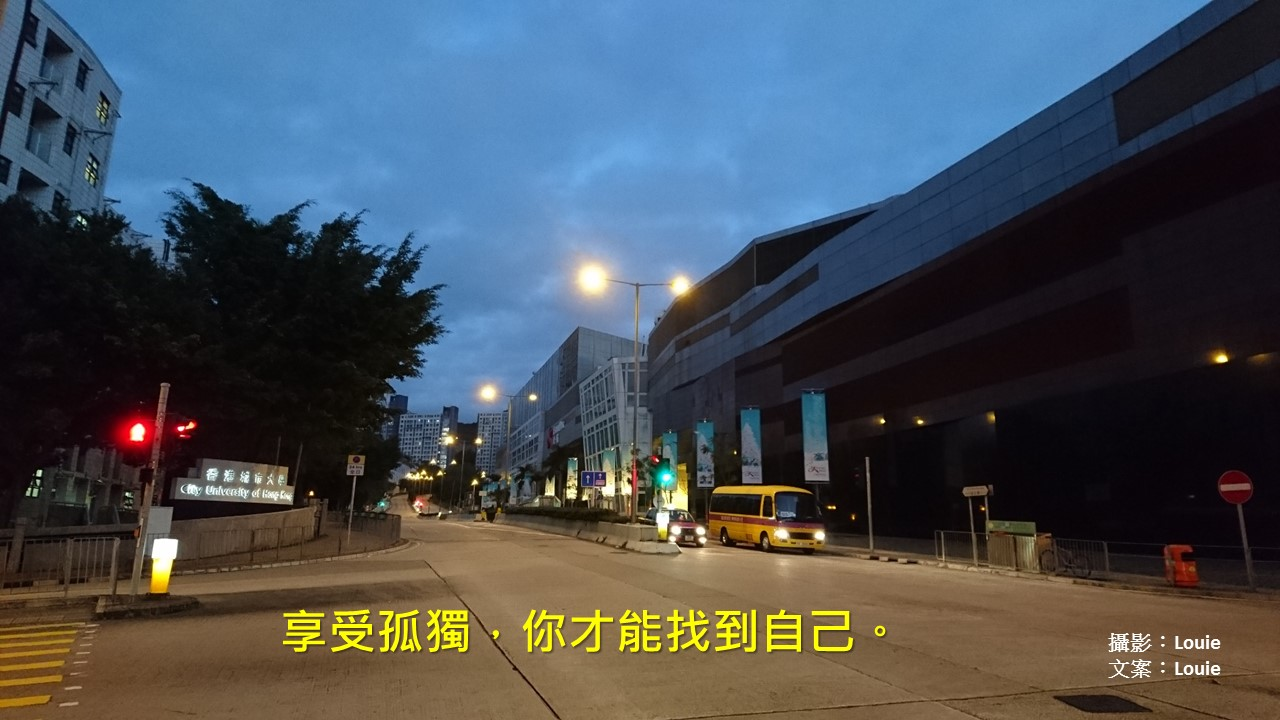 香港城市大學
City University of Hong Kong
享受孤獨，你才能找到自己。
攝影：Louie
文案：Louie